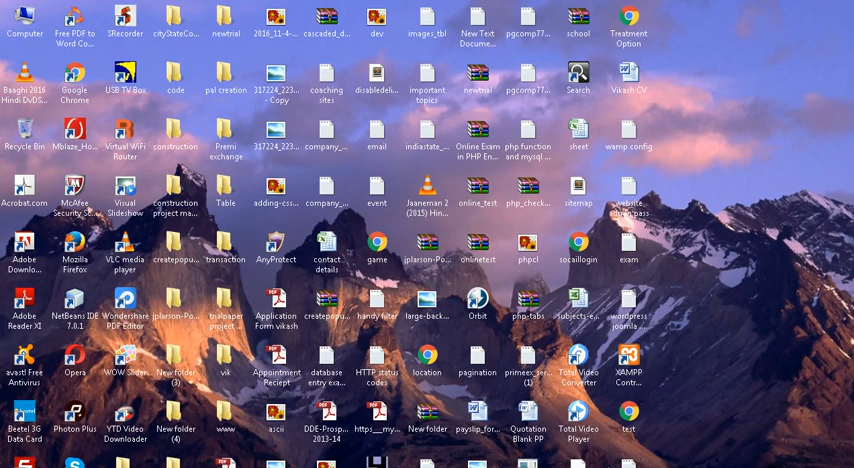 Computer
Free PDF to
Word Co...
SRecorder
cityStateCo...
newtrial
2016_11-4-...
cascaded_d...
dev
images_tbl
New Text
Docume...
pgcomp77...
school
Treatment
Option
Baaghi 2016
Hindi DvDS...
Google
Chrome
USB TV Box
code
pal creation
317224_223...
- Copy
coaching
sites
disabledeli...
important
topics
newtrial
pgcomp77...
Search
Vikash CV
Recycle Bin
Mblaze_Ho...
Virtual WiFi
Router
construction
Premi
exchange
317224_223...
company_...
email
indiastate_...
Online Exam
in PHP En...
php function
and mysql ...
sheet
wamp config
Acrobat.com
McAfee
Security Sc...
Visual
Slideshow
construction
project ma...
Table
adding-css...
company_...
event
Jaaneman 2
(2015) Hin...
online_test
php_check...
sitemap
website
admin pass
Adobe
Downlo...
Mozilla
Firefox
VLC media
player
createpopu...
transaction
AnyProtect
contact
details
game
jplarson-Po...
onlinetest
phpcl
socaillogin
exam
Adobe
Reader XI
NetBeans IDE
7.0.1
Wondershare
PDF Editor
jplarson-Po...
trialpaper
project ...
Application
Form vikash
createpopu...
handy filter
large-back...
Orbit
php-tabs
subjects-e...
wordpress
joomla ...
avast! Free
Antivirus
Opera
WOW Slider
New folder
(3)
vik
Appointment
Reciept
database
entry exa...
HTTP status
codes
location
pagination
primeex_ser...
(1)
Total Video
Converter
XAMPP
Contr...
Beetel 3G
Data Card
Photon Plus
YTD Video
Downloader
New folder
(4)
www
ascii
DDE-Prosp...
2013-14
https___my...
New folder
payslip_for...
Quotation
Blank PP
Total Video
Player
test